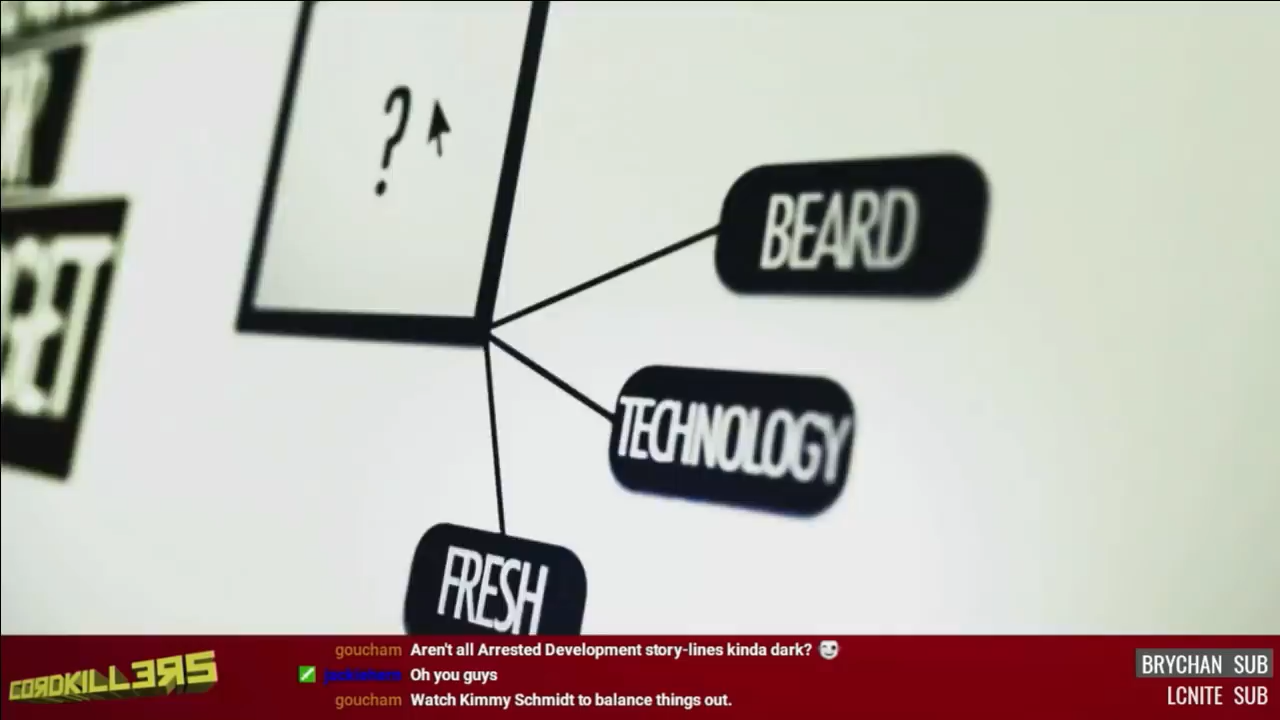 ?
BEARD
TECHNOLOGY
FRESH
CORDKILL3RS
goucham Aren't all Arrested Development story-lines kinda dark?
Oh you guys
goucham Watch Kimmy Schmidt to balance things out.
BRYCHAN SUB
LCNITE SUB